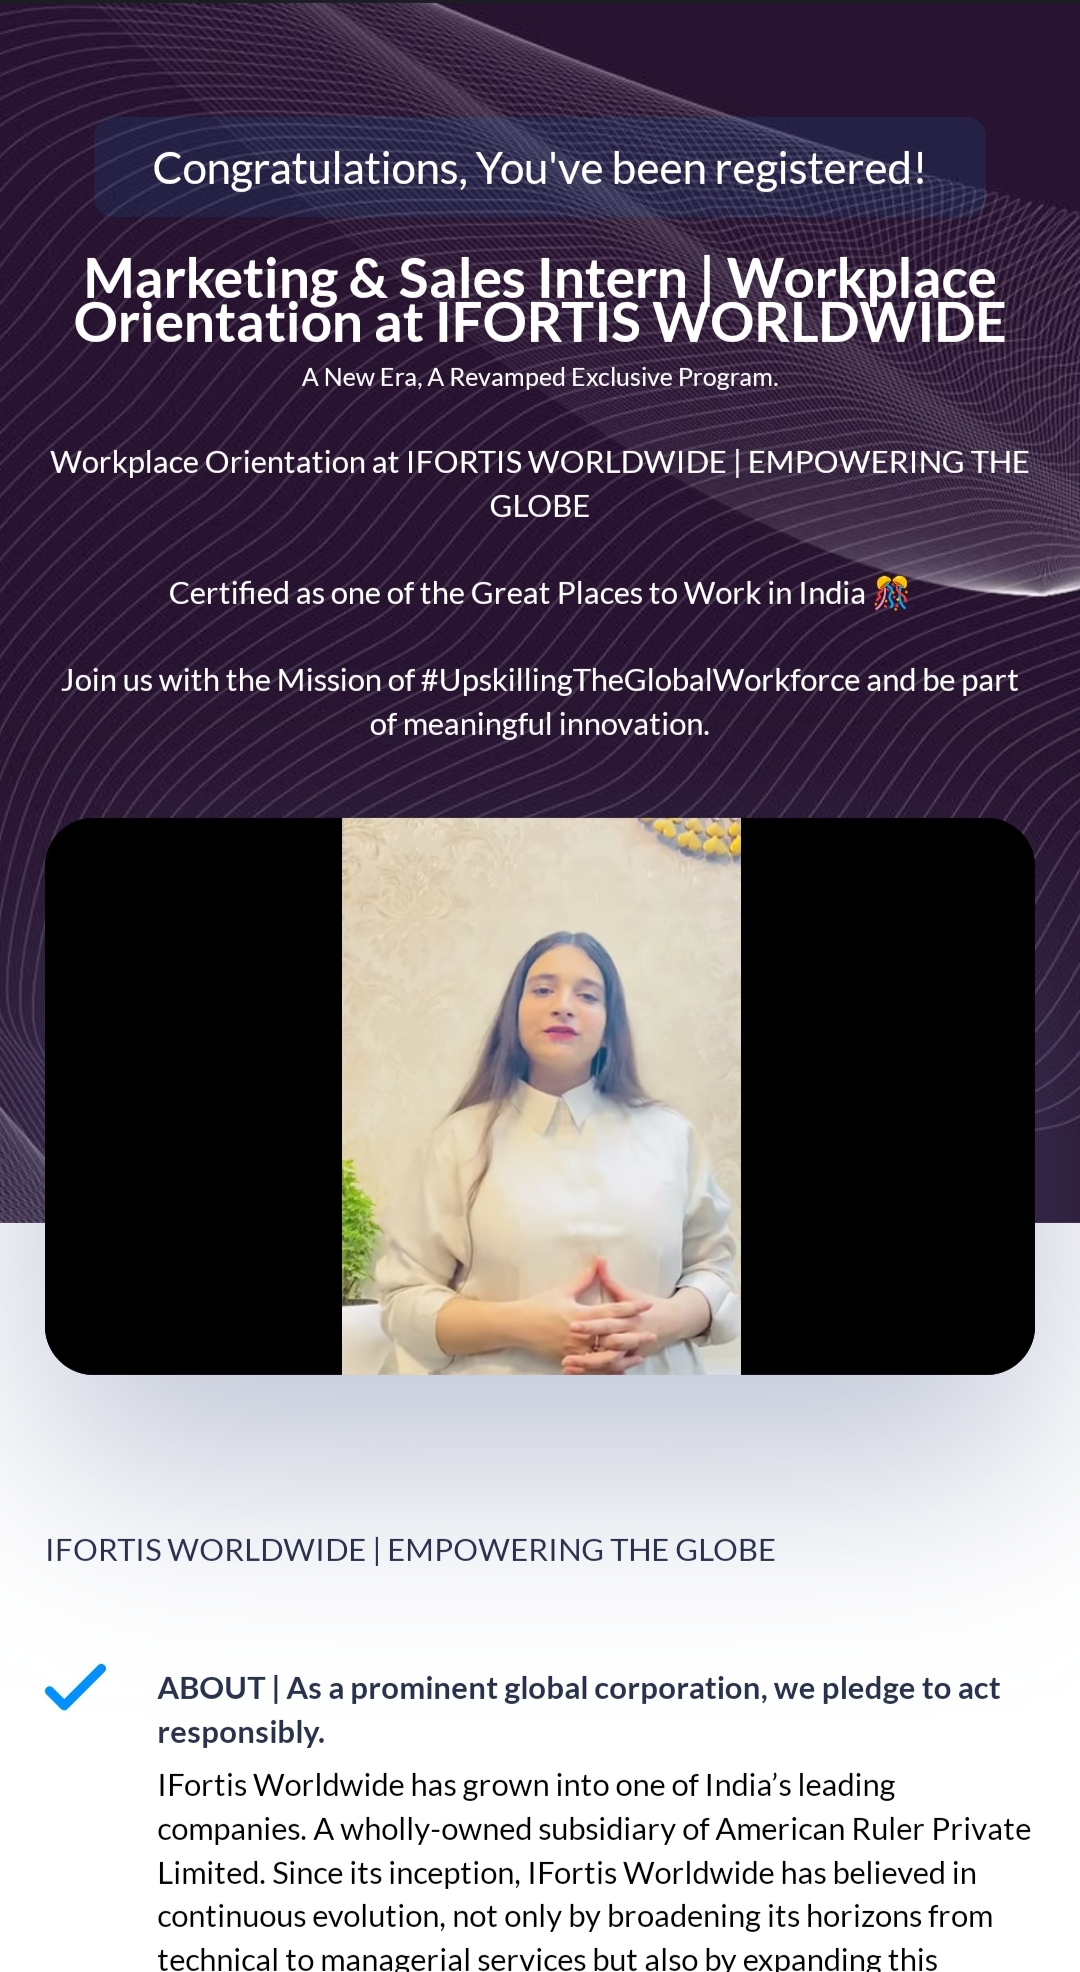 Congratulations, You've been registered!
Marketing & Sales Intern | Workplace
Orientation at IFORTIS WORLDWIDE
A New Era, A Revamped Exclusive Program.
Workplace Orientation at IFORTIS WORLDWIDE | EMPOWERING THE
GLOBE
Certified as one of the Great Places to Work in India 🎊
Join us with the Mission of #UpskillingTheGlobalWorkforce and be part
of meaningful innovation.
IFORTIS WORLDWIDE | EMPOWERING THE GLOBE
ABOUT | As a prominent global corporation, we pledge to act
responsibly.
IFortis Worldwide has grown into one of India’s leading
companies. A wholly-owned subsidiary of American Ruler Private
Limited. Since its inception, IFortis Worldwide has believed in
continuous evolution, not only by broadening its horizons from
technical to managerial services but also by expanding this